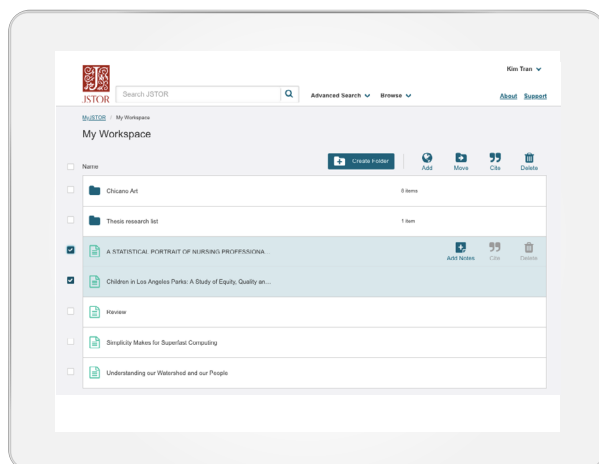 Kim Tran
JSTOR
Search JSTOR
Advanced Search
Browse
About
Support
MyJSTOR / My Workspace
My Workspace
Name
Create Folder
Add
Move
Cite
Delete
Chicano Art
8 items
Thesis research list
1 item
A STATISTICAL PORTRAIT OF NURSING PROFESSIONA...
Add Notes
Cite
Delete
Children in Los Angeles Parks: A Study of Equity, Quality an...
Review
Simplicity Makes for Superfast Computing
Understanding our Watershed and our People